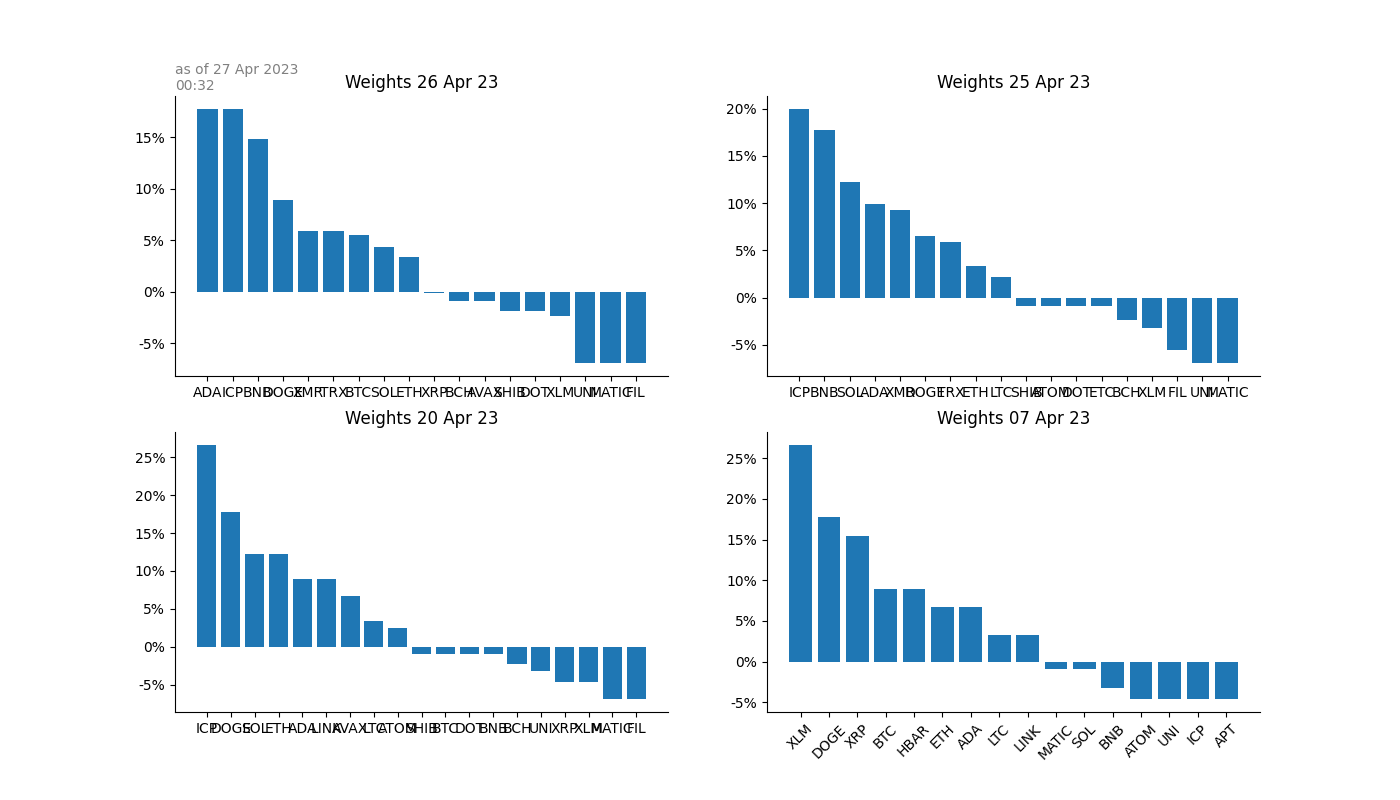 as of 27 Apr 2023
00:32
Weights 26 Apr 23
15%
10%
5%
0%
-5%
ADA ICP BNB DOGE XMR TRX BTC SOL ETH XRP BCH AVAX SHIB DOT XLM UNI MATIC FIL
Weights 25 Apr 23
20%
15%
10%
5%
0%
-5%
ICP BNB SOL ADA XMR DOGE TRX ETH LTC SHIB ATOM DOT ETC BCH XLM FIL UNI MATIC
Weights 20 Apr 23
25%
20%
15%
10%
5%
0%
-5%
ICP DOGE SOL ETH ADA LINK AVAX LTC ATOM SHIB BTC DOT BNB BCH UNI XRP XLM MATIC FIL
Weights 07 Apr 23
25%
20%
15%
10%
5%
0%
-5%
XLM DOGE XRP BTC HBAR ETH ADA LTC LINK MATIC SOL BNB ATOM UNI ICP APT